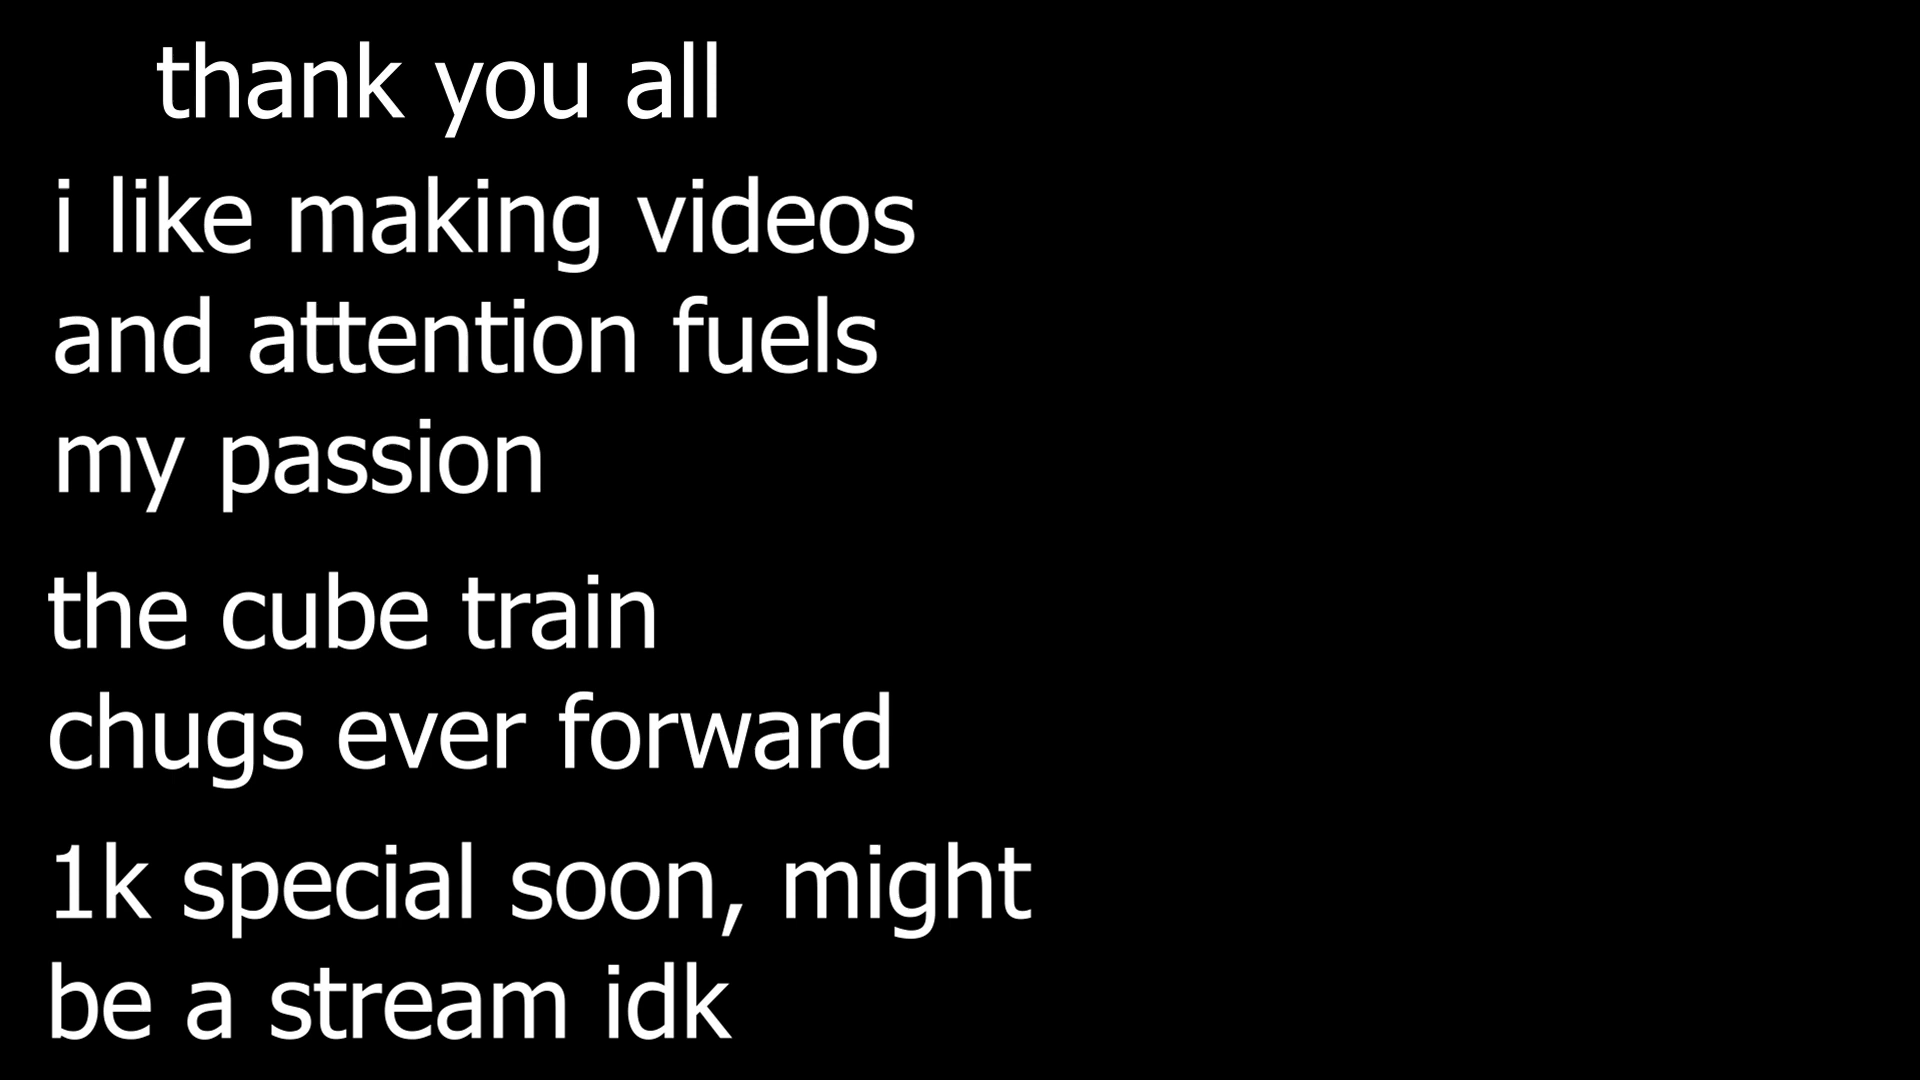 thank you all
i like making videos
and attention fuels
my passion
the cube train
chugs ever forward
1k special soon, might
be a stream idk